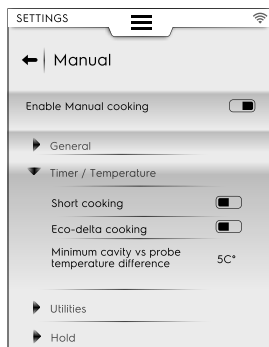 SETTINGS
Manual
Enable Manual cooking
General
Timer / Temperature
Short cooking
Eco-delta cooking
Minimum cavity vs probe
temperature difference
5C°
Utilities
Hold